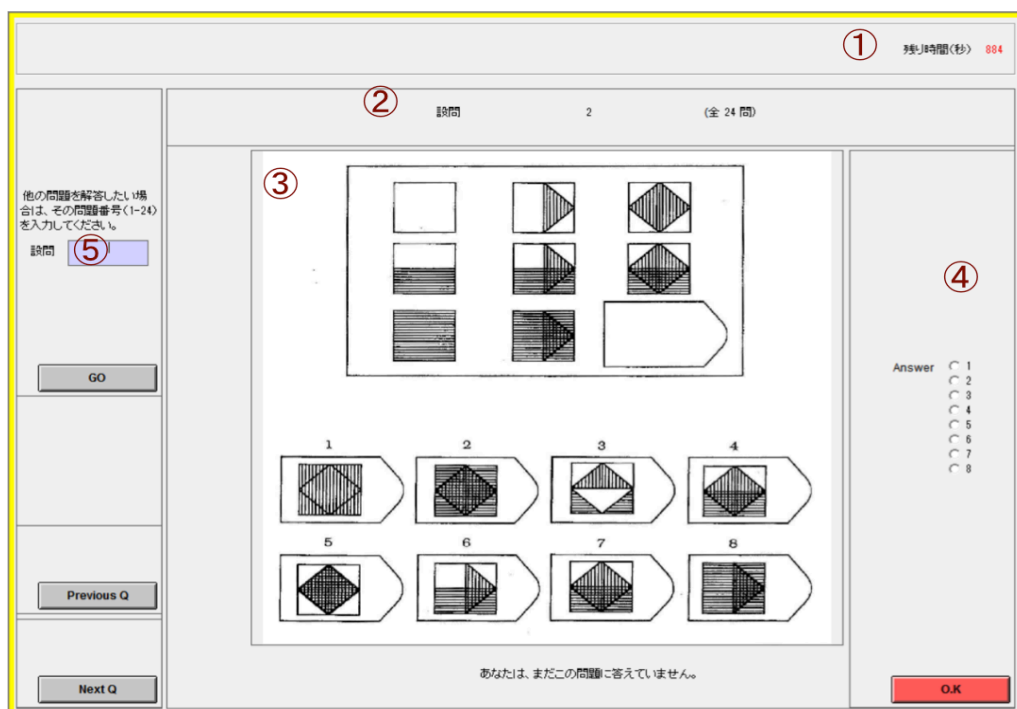 ① 残り時間(秒) 884
② 設問 2 (全 24 問)
③
他の問題を解答したい場
合は、その問題番号(1-24)
を入力してください。
設問 ⑤
GO
Previous Q
Next Q
1 2 3 4
5 6 7 8
あなたは、まだこの問題に答えていません。
④
Answer 1
2
3
4
5
6
7
8
O.K